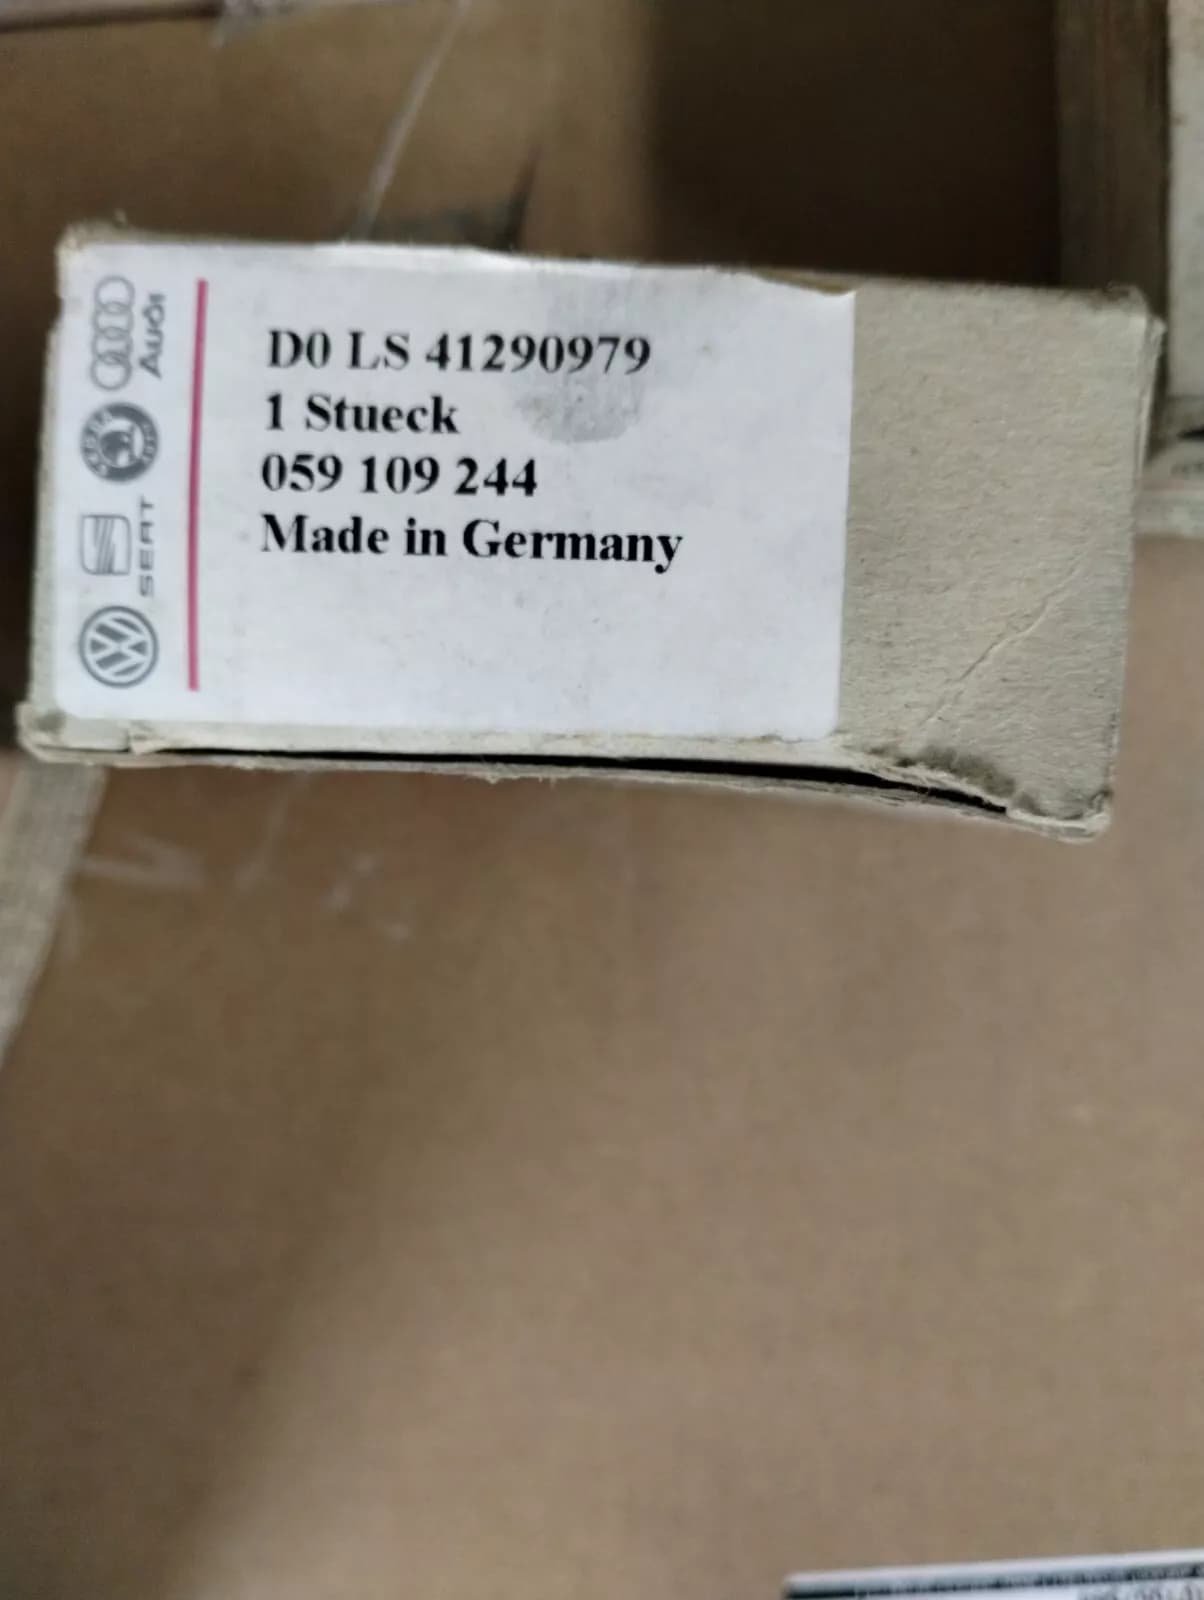 D0 LS 41290979
1 Stueck
059 109 244
Made in Germany
Audi
SEAT